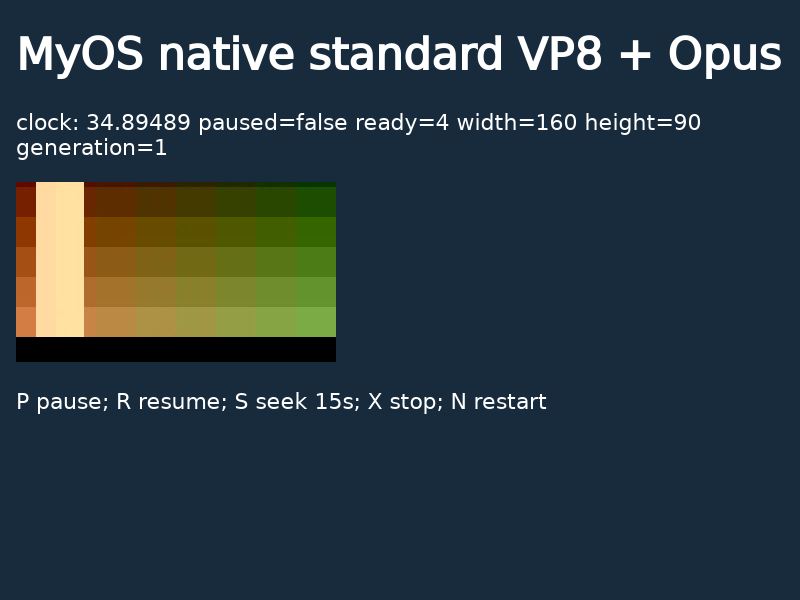 MyOS native standard VP8 + Opus
clock: 34.89489 paused=false ready=4 width=160 height=90
generation=1
P pause; R resume; S seek 15s; X stop; N restart